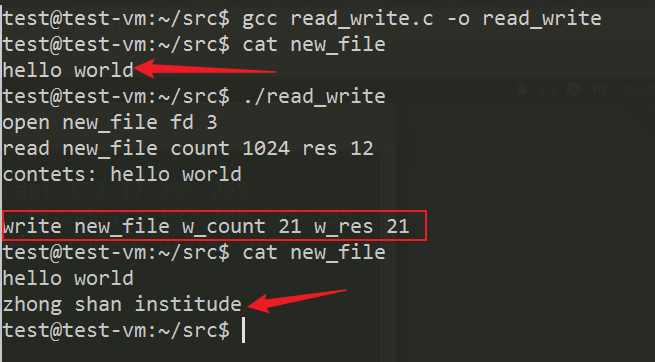 test@test-vm:~/src$ gcc read_write.c -o read_write
test@test-vm:~/src$ cat new_file
hello world
test@test-vm:~/src$ ./read_write
open new_file fd 3
read new_file count 1024 res 12
contets: hello world
write new_file w_count 21 w_res 21
test@test-vm:~/src$ cat new_file
hello world
zhong shan institude
test@test-vm:~/src$